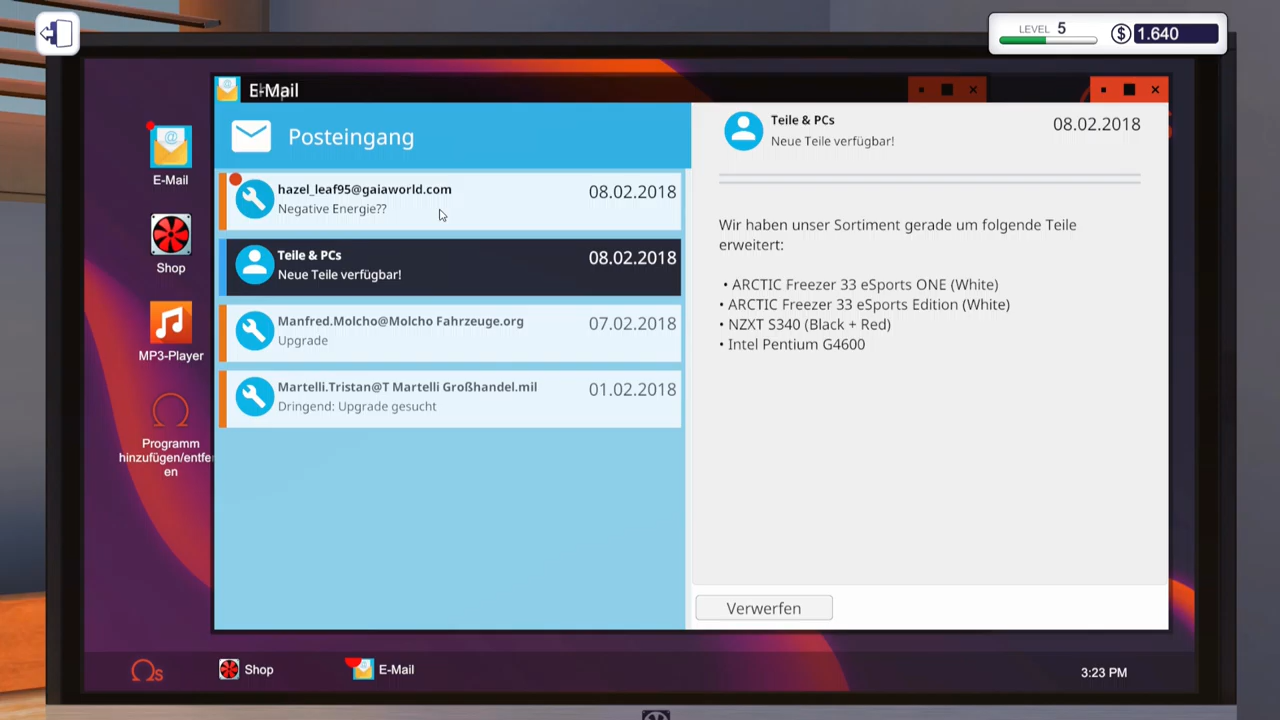 LEVEL 5
$ 1.640
E-Mail
Posteingang
hazel_leaf95@gaiaworld.com
08.02.2018
Negative Energie??
Teile & PCs
08.02.2018
Neue Teile verfügbar!
Manfred.Molcho@Molcho Fahrzeuge.org
07.02.2018
Upgrade
Martelli.Tristan@T Martelli Großhandel.mil
01.02.2018
Dringend: Upgrade gesucht
Teile & PCs
08.02.2018
Neue Teile verfügbar!
Wir haben unser Sortiment gerade um folgende Teile
erweitert:
• ARCTIC Freezer 33 eSports ONE (White)
• ARCTIC Freezer 33 eSports Edition (White)
• NZXT S340 (Black + Red)
• Intel Pentium G4600
Verwerfen
E-Mail
Shop
MP3-Player
Programm
hinzufügen/entfer
en
Ωs
Shop
E-Mail
3:23 PM